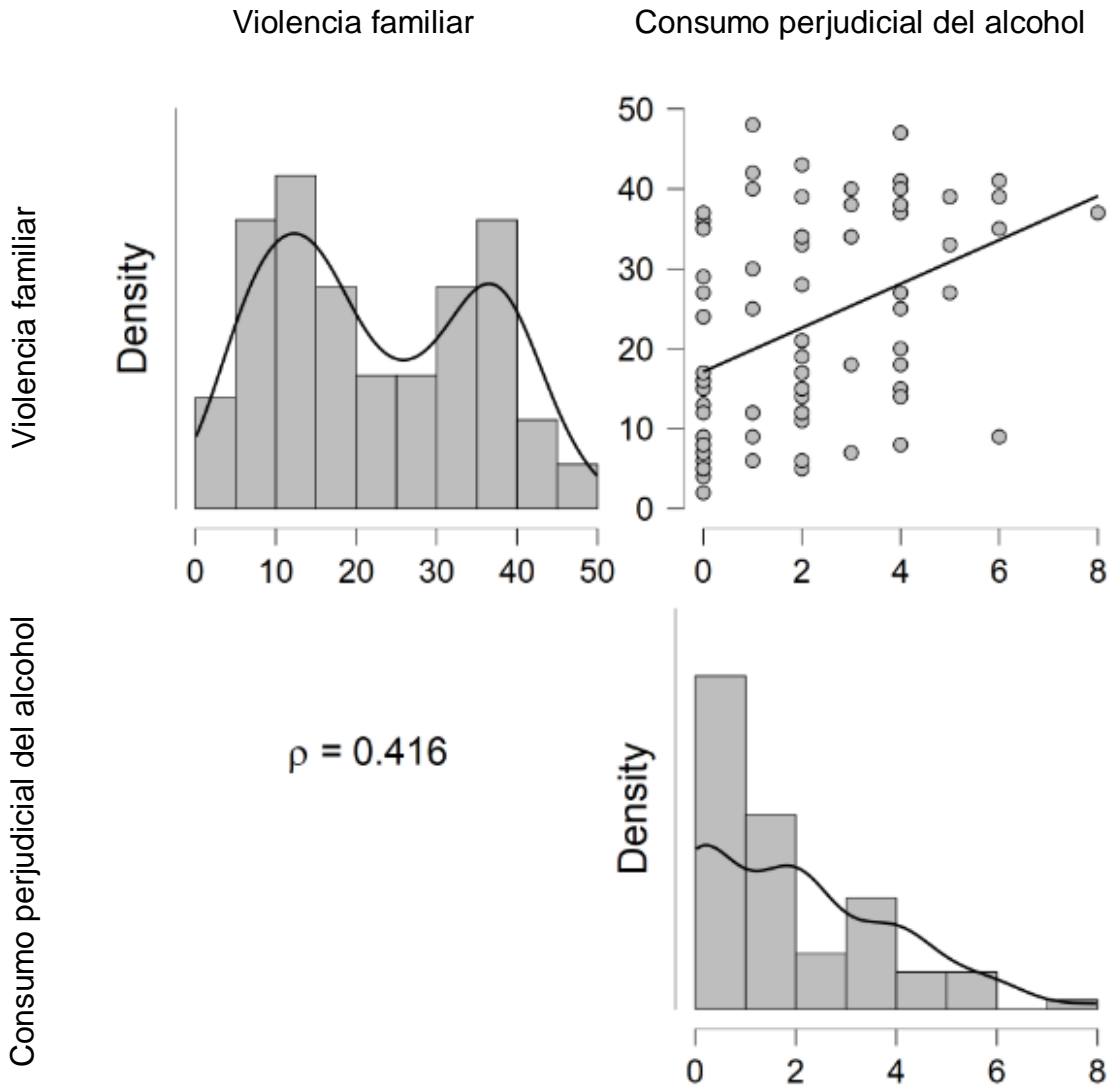 Violencia familiar
Consumo perjudicial del alcohol
Violencia familiar
Density
0 10 20 30 40 50
50
40
30
20
10
0
0 2 4 6 8
Consumo perjudicial del alcohol
ρ = 0.416
Density
0 2 4 6 8